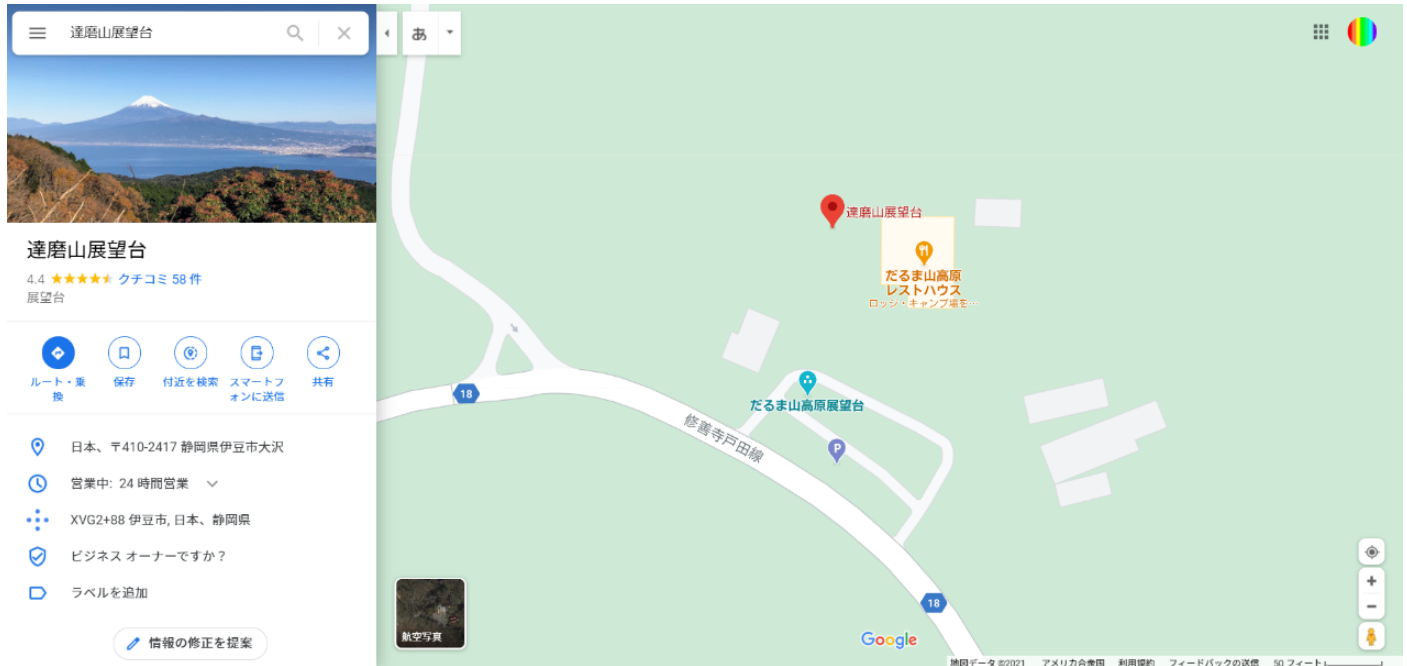 達磨山展望台
達磨山展望台
4.4 クチコミ 58 件
展望台
ルート・乗
換
保存
付近を検索
スマートフ
ォンに送信
共有
日本、〒410-2417 静岡県伊豆市大沢
営業中: 24 時間営業
XVG2+88 伊豆市, 日本、静岡県
ビジネス オーナーですか？
ラベルを追加
情報の修正を提案
あ
達磨山展望台
だるま山高原
レストハウス
ロッジ・キャンプ場を…
18
だるま山高原展望台
修善寺戸田線
P
18
航空写真
Google
地図データ ©2021 アメリカ合衆国 利用規約 フィードバックの送信 50 フィート